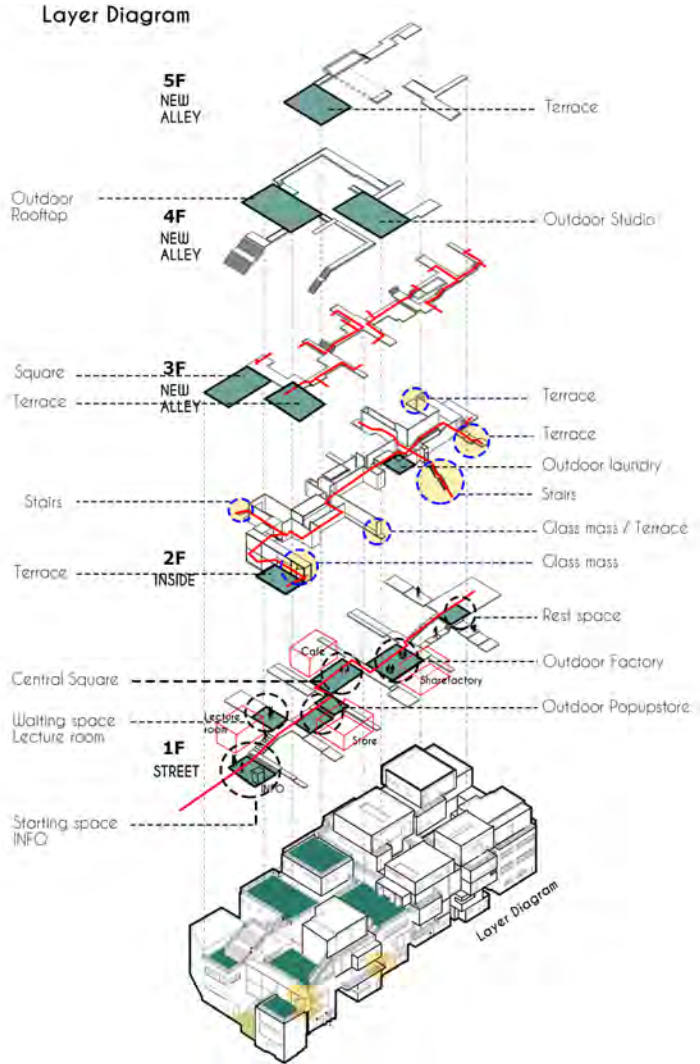 Layer Diagram
5F
NEW
ALLEY
Terrace
Outdoor
Rooftop
4F
NEW
ALLEY
Outdoor Studio
Square
3F
NEW
ALLEY
Terrace
Terrace
Terrace
Outdoor laundry
Stairs
Stairs
Glass mass / Terrace
2F
INSIDE
Glass mass
Terrace
Rest space
Cafe
Outdoor Factory
Central Square
Sharefactory
Outdoor Popupstore
Waiting space
Lecture room
Lecture
room
Store
1F
STREET
INFO
Starting space
INFO
Layer Diagram